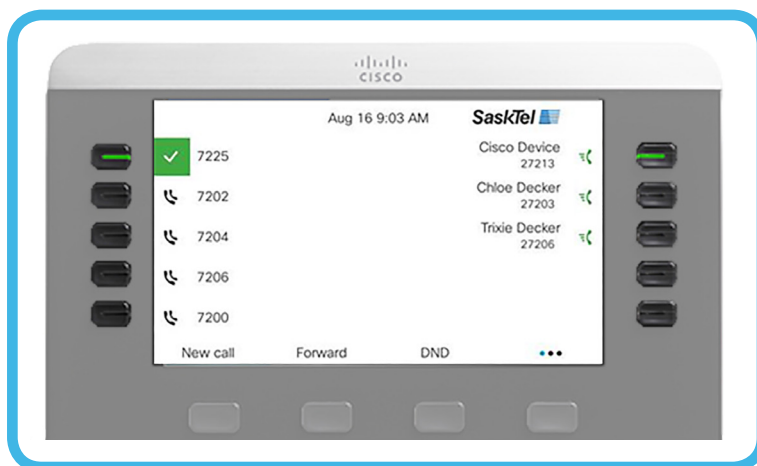 CISCO
Aug 16 9:03 AM
SaskTel
7225
Cisco Device
27213
7202
Chloe Decker
27203
7204
Trixie Decker
27206
7206
7200
New call Forward DND